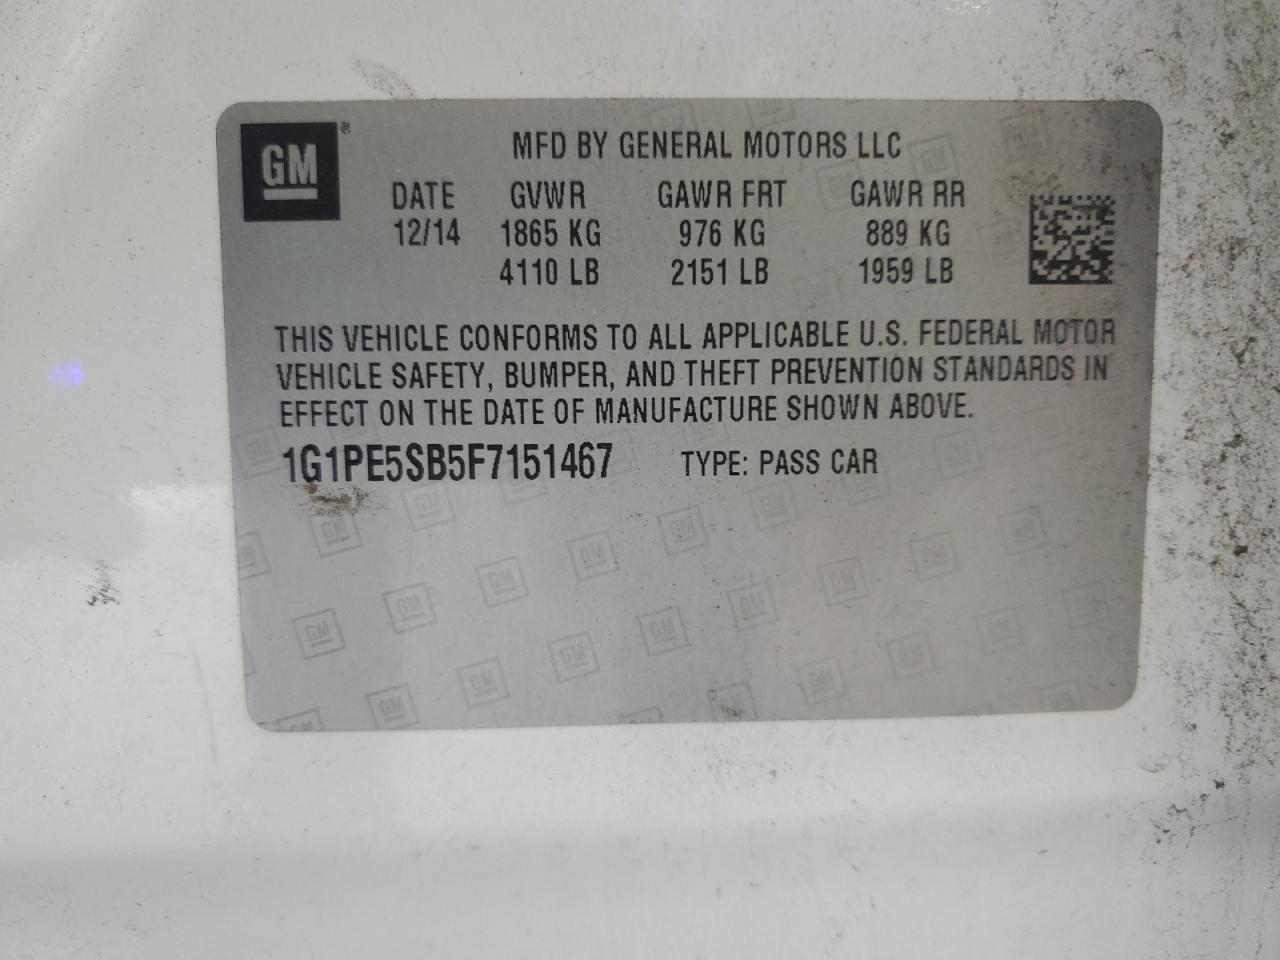 GM®
MFD BY GENERAL MOTORS LLC
DATE GVWR GAWR FRT GAWR RR
12/14 1865 KG 976 KG 889 KG
4110 LB 2151 LB 1959 LB
THIS VEHICLE CONFORMS TO ALL APPLICABLE U.S. FEDERAL MOTOR
VEHICLE SAFETY, BUMPER, AND THEFT PREVENTION STANDARDS IN
EFFECT ON THE DATE OF MANUFACTURE SHOWN ABOVE.
1G1PE5SB5F7151467 TYPE: PASS CAR